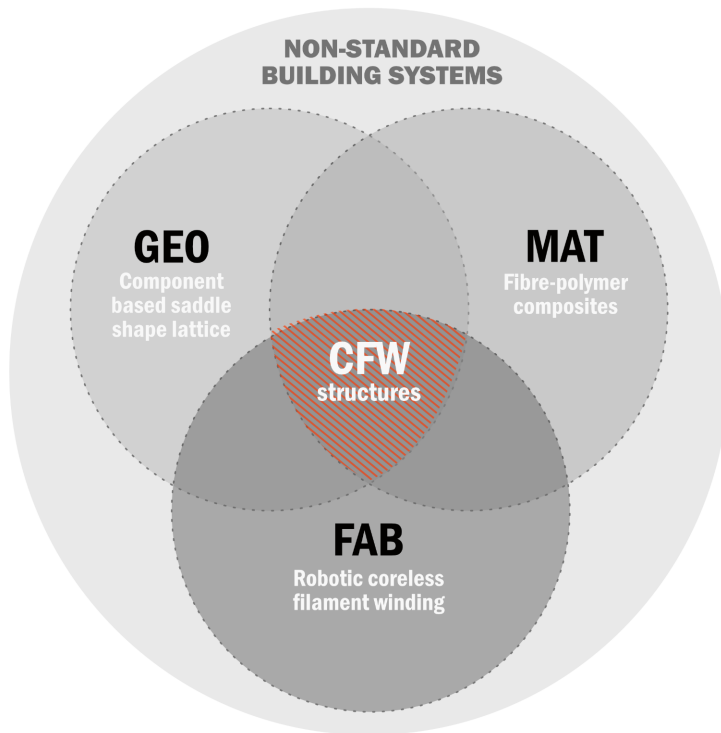 NON-STANDARD
BUILDING SYSTEMS
GEO
Component
based saddle
shape lattice
MAT
Fibre-polymer
composites
CFW
structures
FAB
Robotic coreless
filament winding